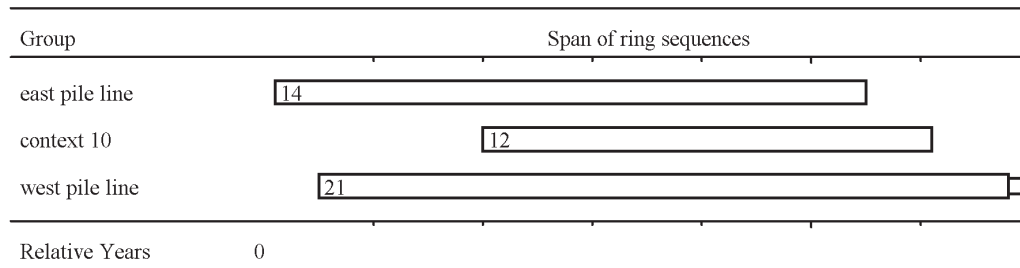 Group Span of ring sequences
east pile line 14
context 10 12
west pile line 21
Relative Years 0